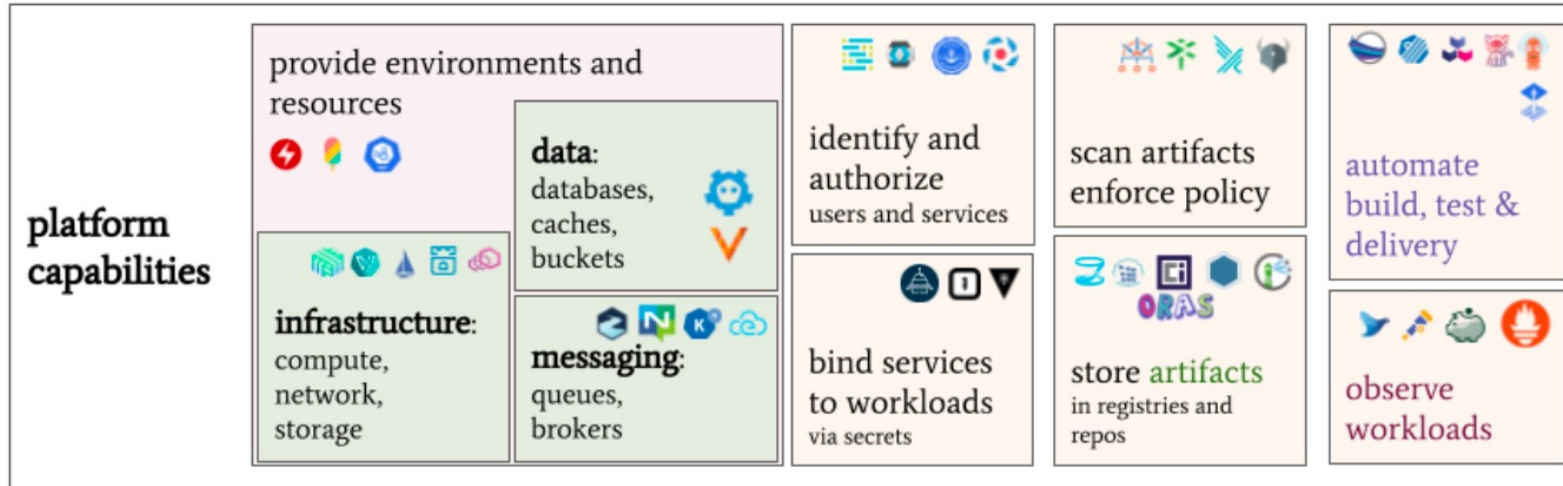 platform
capabilities
provide environments and
resources
data:
databases,
caches,
buckets
infrastructure:
compute,
network,
storage
messaging:
queues,
brokers
identify and
authorize
users and services
bind services
to workloads
via secrets
scan artifacts
enforce policy
Ci
ORAS
store artifacts
in registries and
repos
automate
build, test &
delivery
observe
workloads
N
K